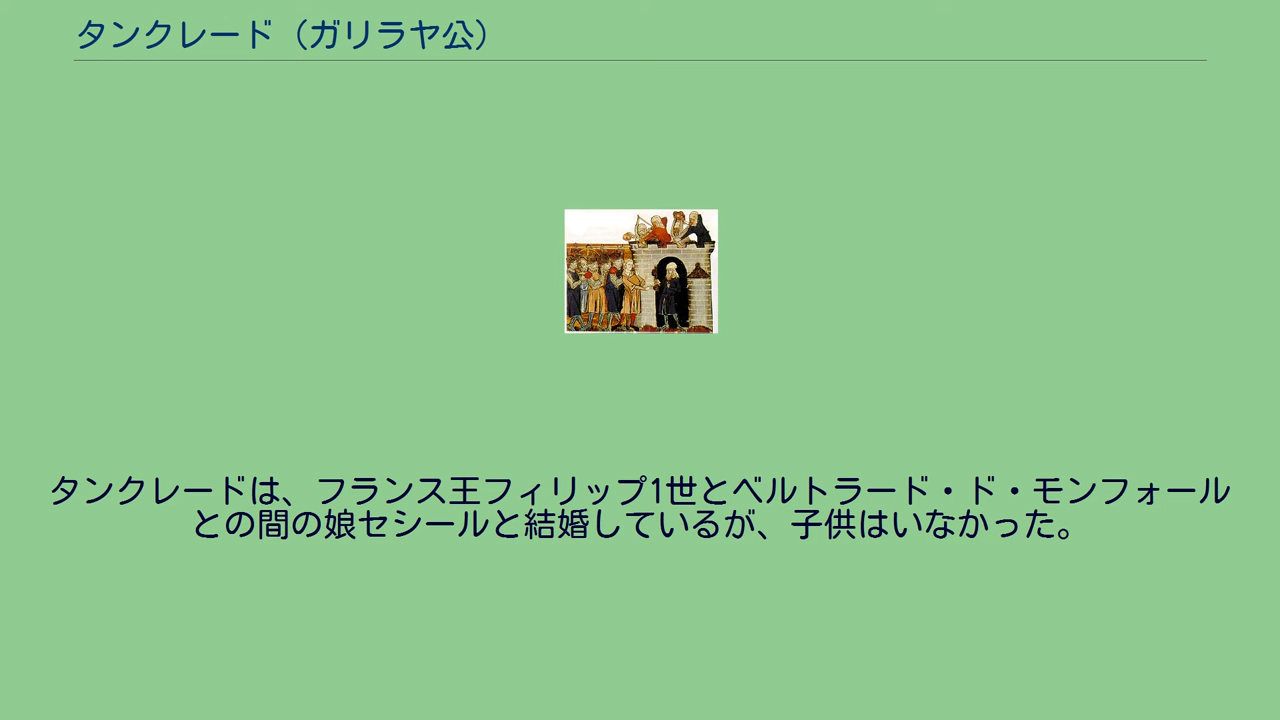 タンクレード（ガリラヤ公）
タンクレードは、フランス王フィリップ1世とベルトラード・ド・モンフォール
との間の娘セシールと結婚しているが、子供はいなかった。